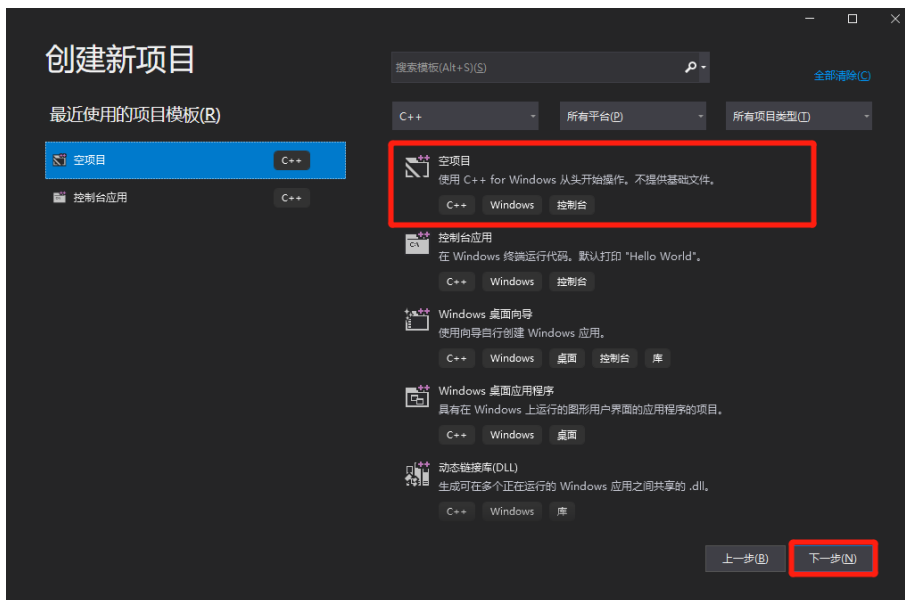 创建新项目
搜索模板(Alt+S)(S)
全部清除(C)
最近使用的项目模板(R)
C++
所有平台(P)
所有项目类型(T)
空项目
C++
控制台应用
C++
空项目
使用 C++ for Windows 从头开始操作。不提供基础文件。
C++ Windows 控制台
控制台应用
在 Windows 终端运行代码。默认打印 "Hello World"。
C++ Windows 控制台
Windows 桌面向导
使用向导自行创建 Windows 应用。
C++ Windows 桌面 控制台 库
Windows 桌面应用程序
具有在 Windows 上运行的图形用户界面的应用程序的项目。
C++ Windows 桌面
动态链接库(DLL)
生成可在多个正在运行的 Windows 应用之间共享的 .dll。
C++ Windows 库
上一步(B)
下一步(N)